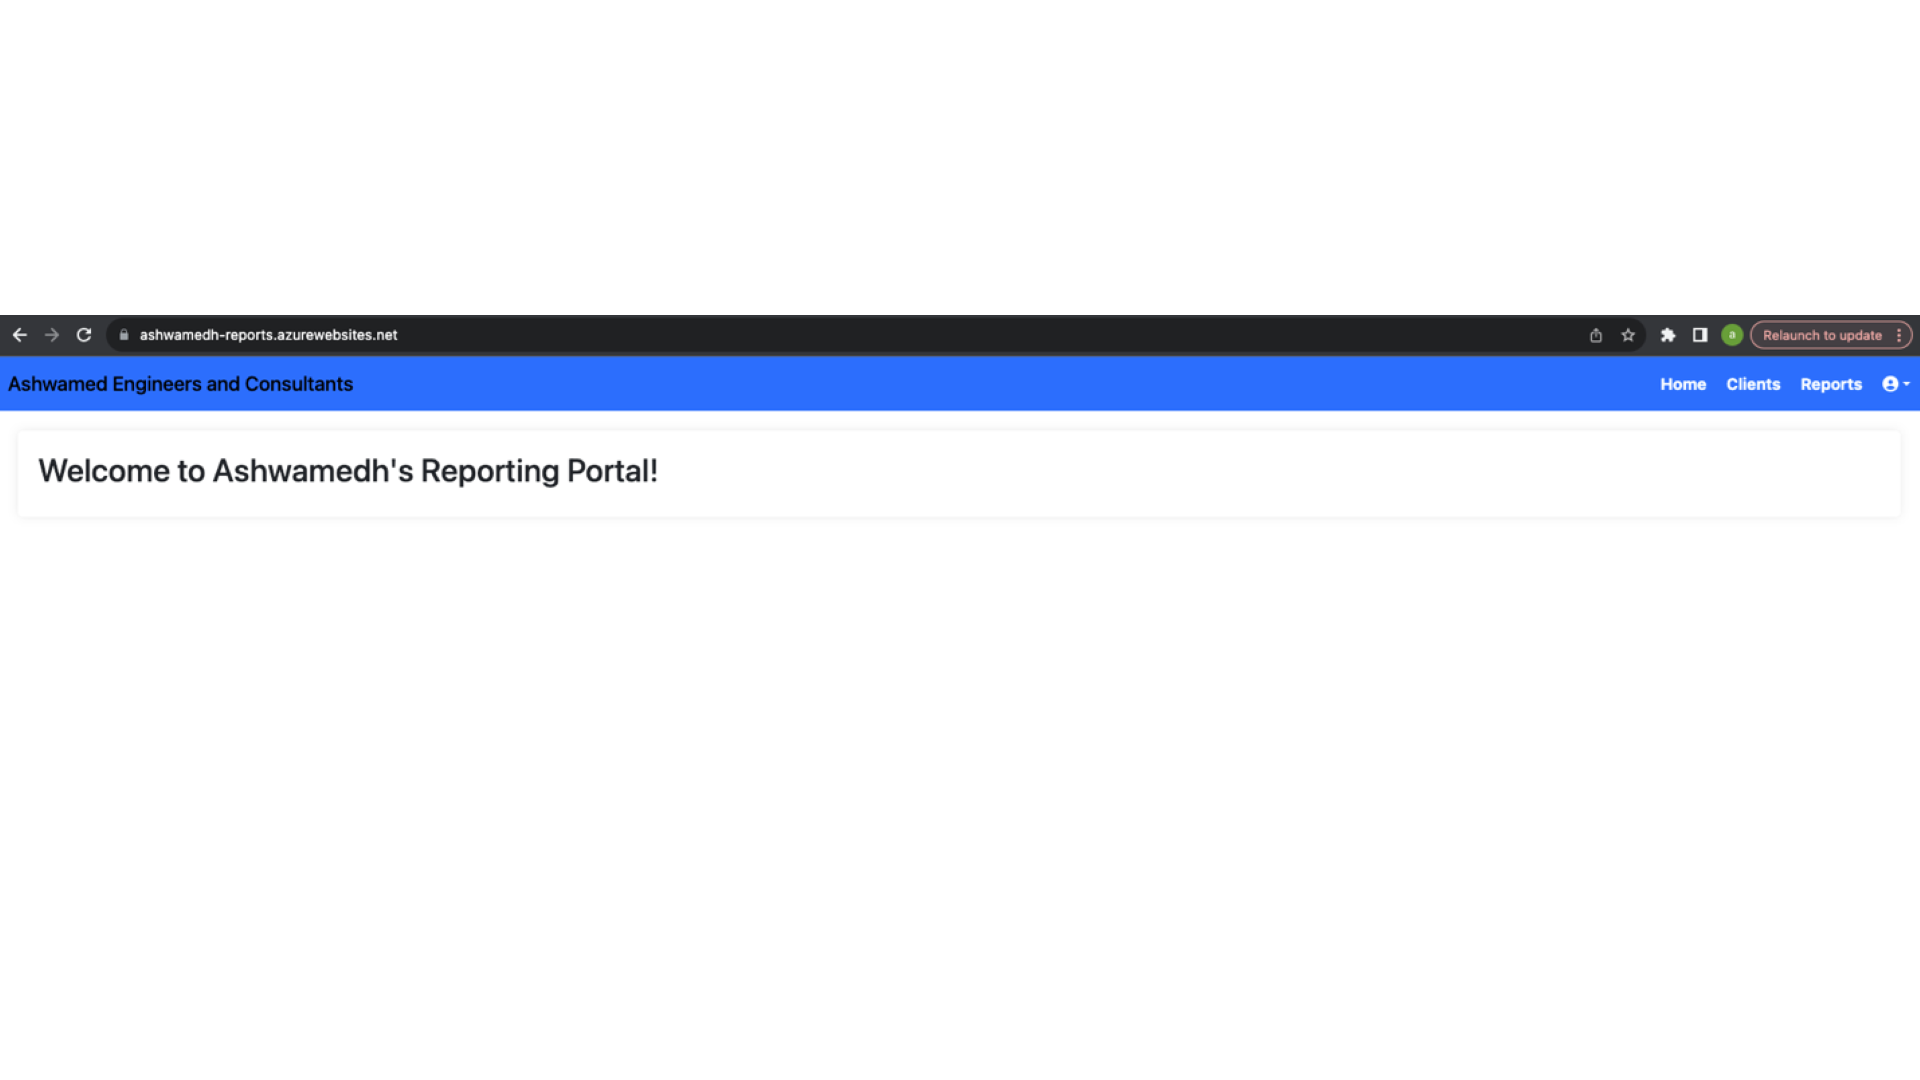 ashwamedh-reports.azurewebsites.net
a
Relaunch to update
Ashwamed Engineers and Consultants
Home Clients Reports
Welcome to Ashwamedh's Reporting Portal!